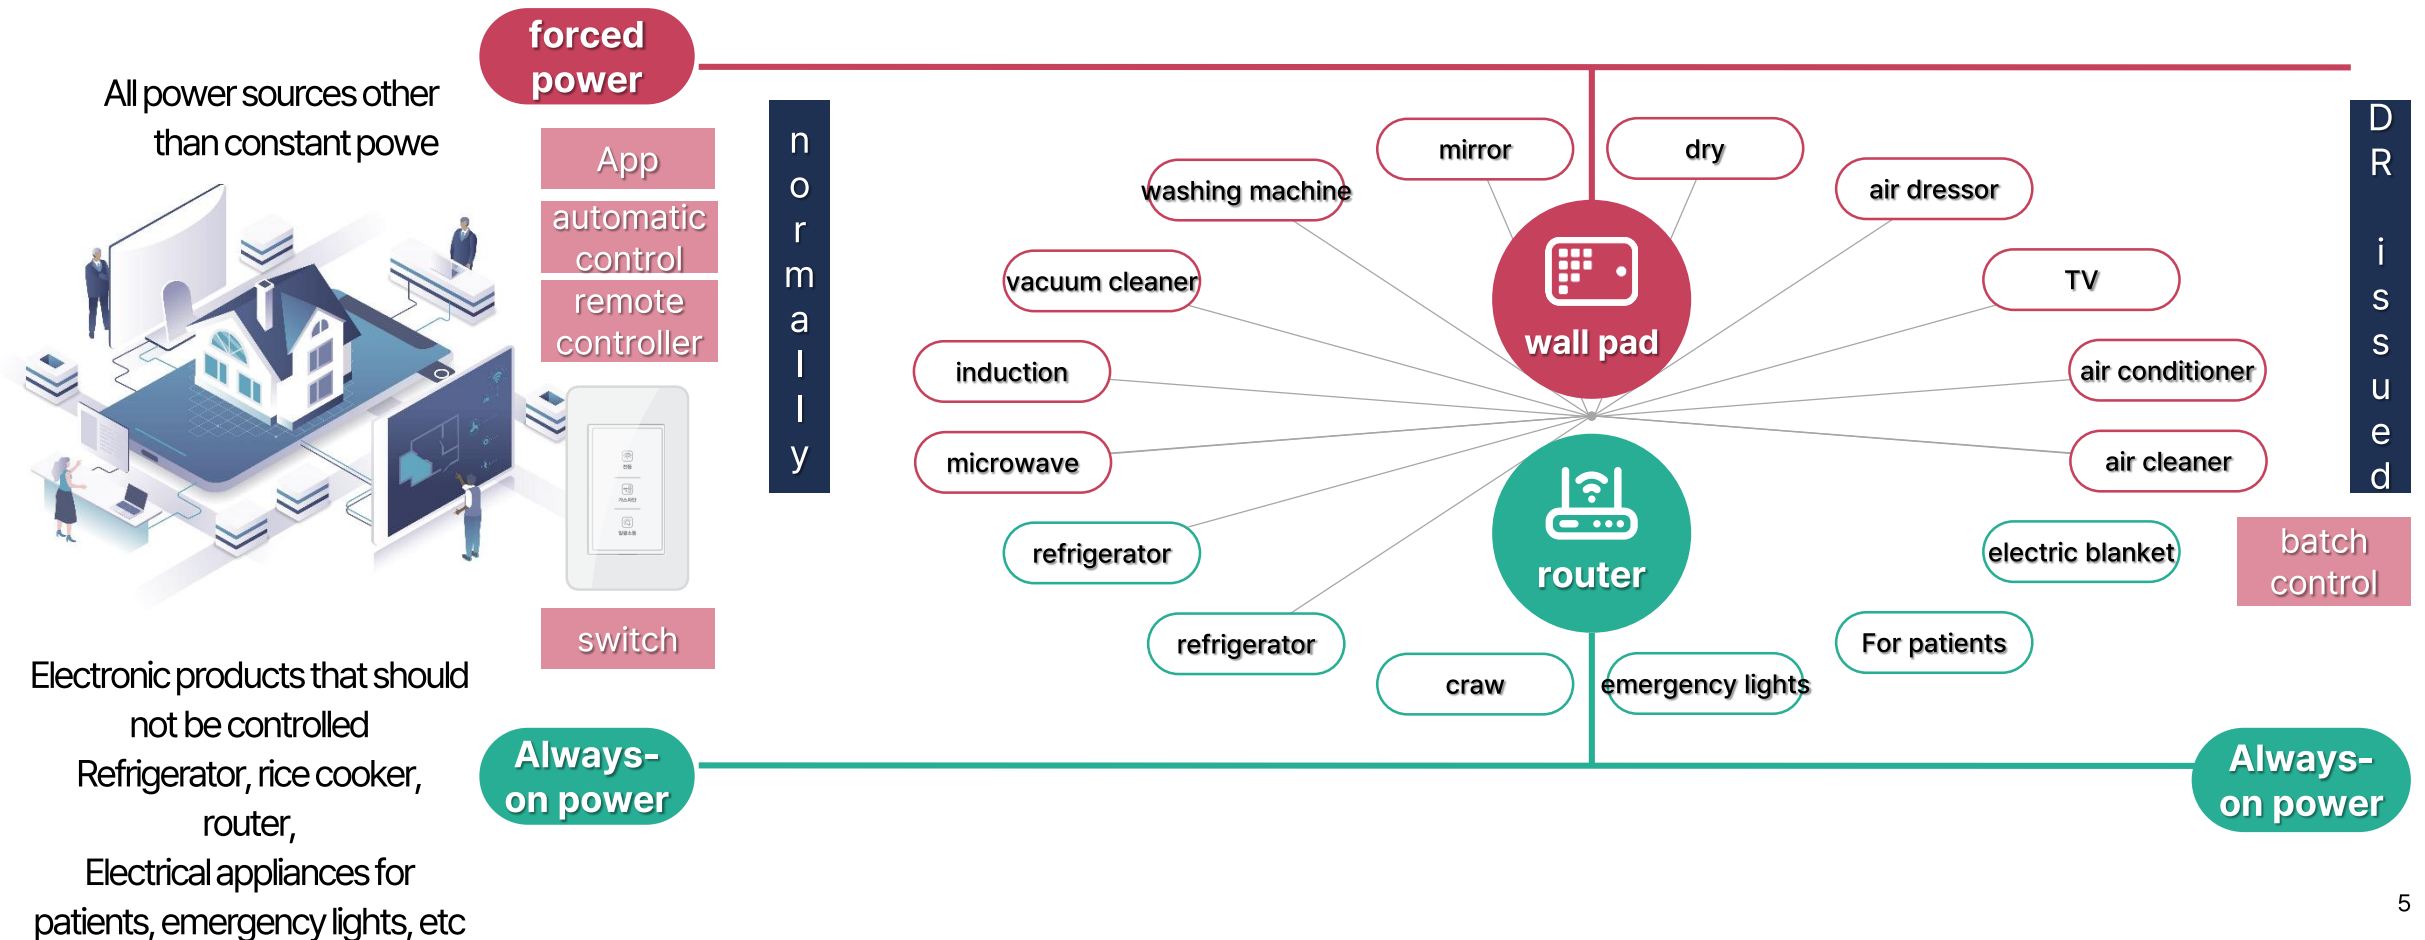 forced
power
All power sources other
than constant powe
App
automatic
control
remote
controller
switch
normally
mirror
dry
washing machine
air dressor
vacuum cleaner
TV
wall pad
induction
air conditioner
microwave
air cleaner
refrigerator
router
electric blanket
refrigerator
For patients
craw
emergency lights
DR issued
batch
control
Electronic products that should
not be controlled
Refrigerator, rice cooker,
router,
Electrical appliances for
patients, emergency lights, etc
Always-
on power
Always-
on power
5